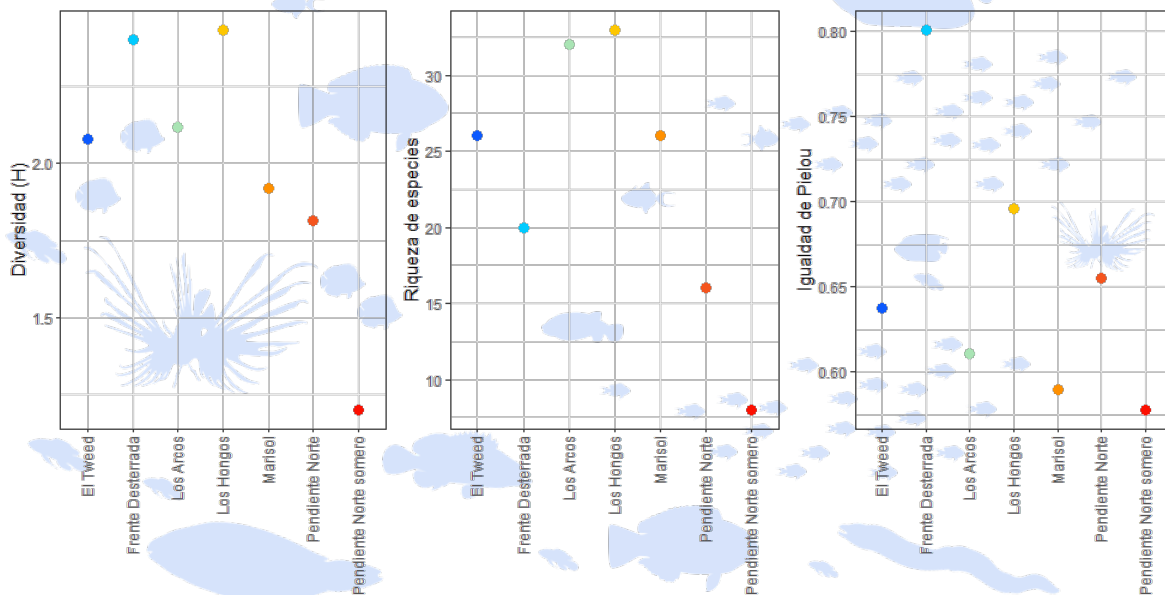 Diversidad (H)
2.0
1.5
El Tweed
Frente Desterrada
Los Arcos
Los Hongos
Marisol
Pendiente Norte
Pendiente Norte somero
Riqueza de especies
30
25
20
15
10
El Tweed
Frente Desterrada
Los Arcos
Los Hongos
Marisol
Pendiente Norte
Pendiente Norte somero
Igualdad de Pielou
0.80
0.75
0.70
0.65
0.60
El Tweed
Frente Desterrada
Los Arcos
Los Hongos
Marisol
Pendiente Norte
Pendiente Norte somero